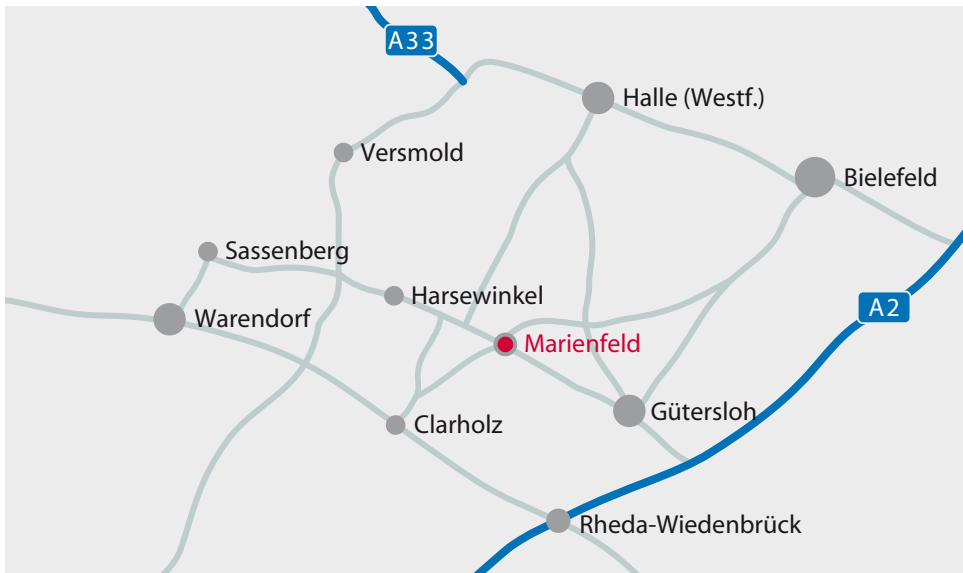 A33
Halle (Westf.)
Versmold
Bielefeld
Sassenberg
Harsewinkel
A2
Warendorf
Marienfeld
Gütersloh
Clarholz
Rheda-Wiedenbrück